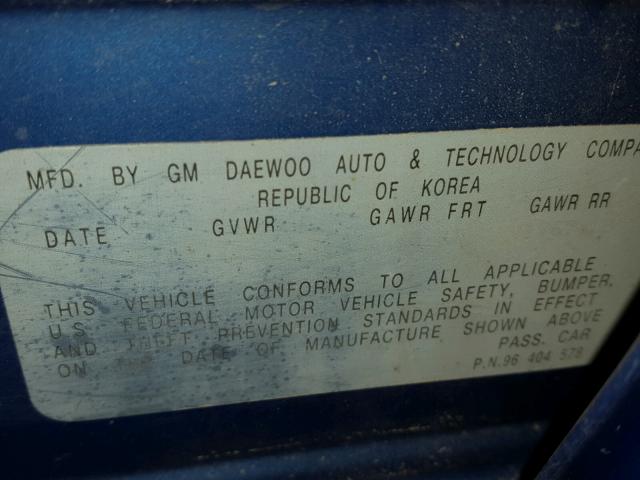 MFD. BY GM DAEWOO AUTO & TECHNOLOGY COMPA
REPUBLIC OF KOREA
DATE GVWR GAWR FRT GAWR RR
THIS VEHICLE CONFORMS TO ALL APPLICABLE
U.S. FEDERAL MOTOR VEHICLE SAFETY, BUMPER,
AND THEFT PREVENTION STANDARDS IN EFFECT
ON THE DATE OF MANUFACTURE SHOWN ABOVE
PASS. CAR
P.N.96 404 578